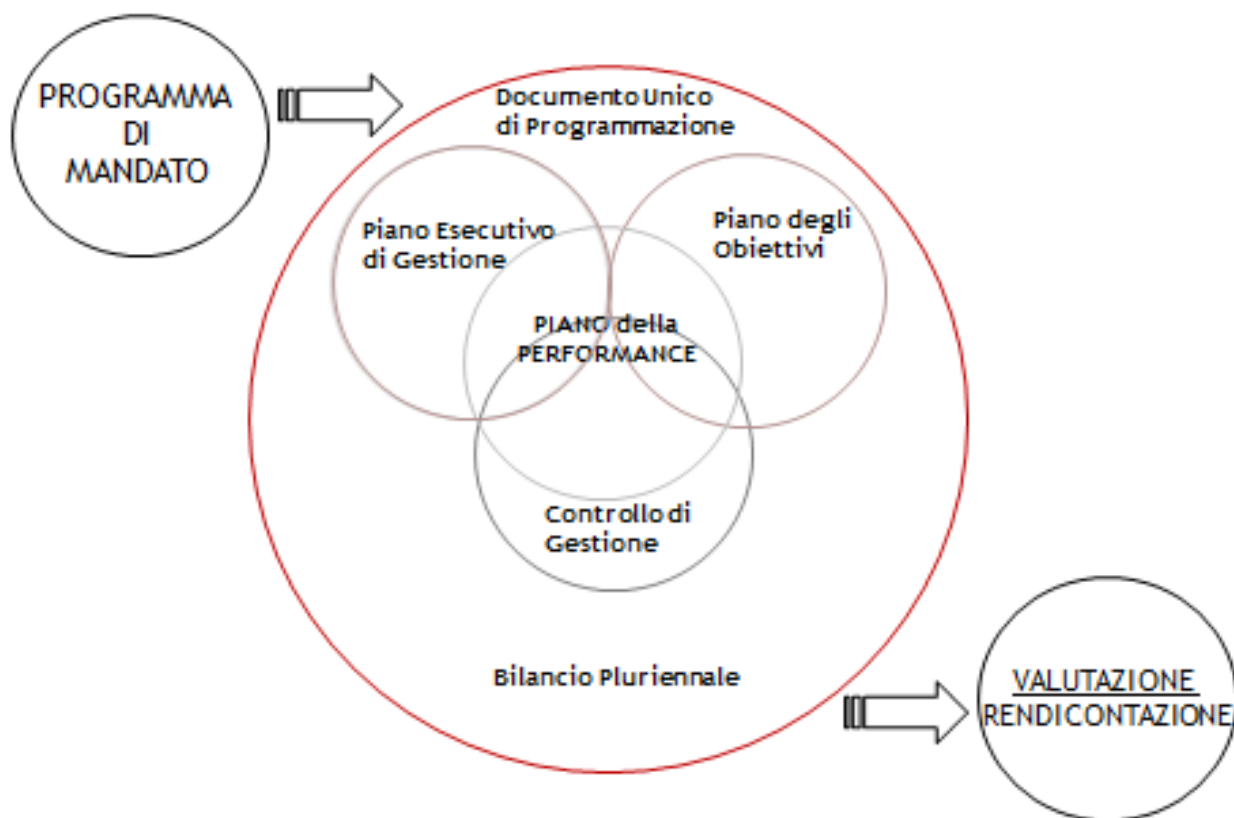 PROGRAMMA
DI
MANDATO
Documento Unico
di Programmazione
Piano Esecutivo
di Gestione
Piano degli
Obiettivi
PIANO della
PERFORMANCE
Controllo di
Gestione
Bilancio Pluriennale
VALUTAZIONE
RENDICONTAZIONE